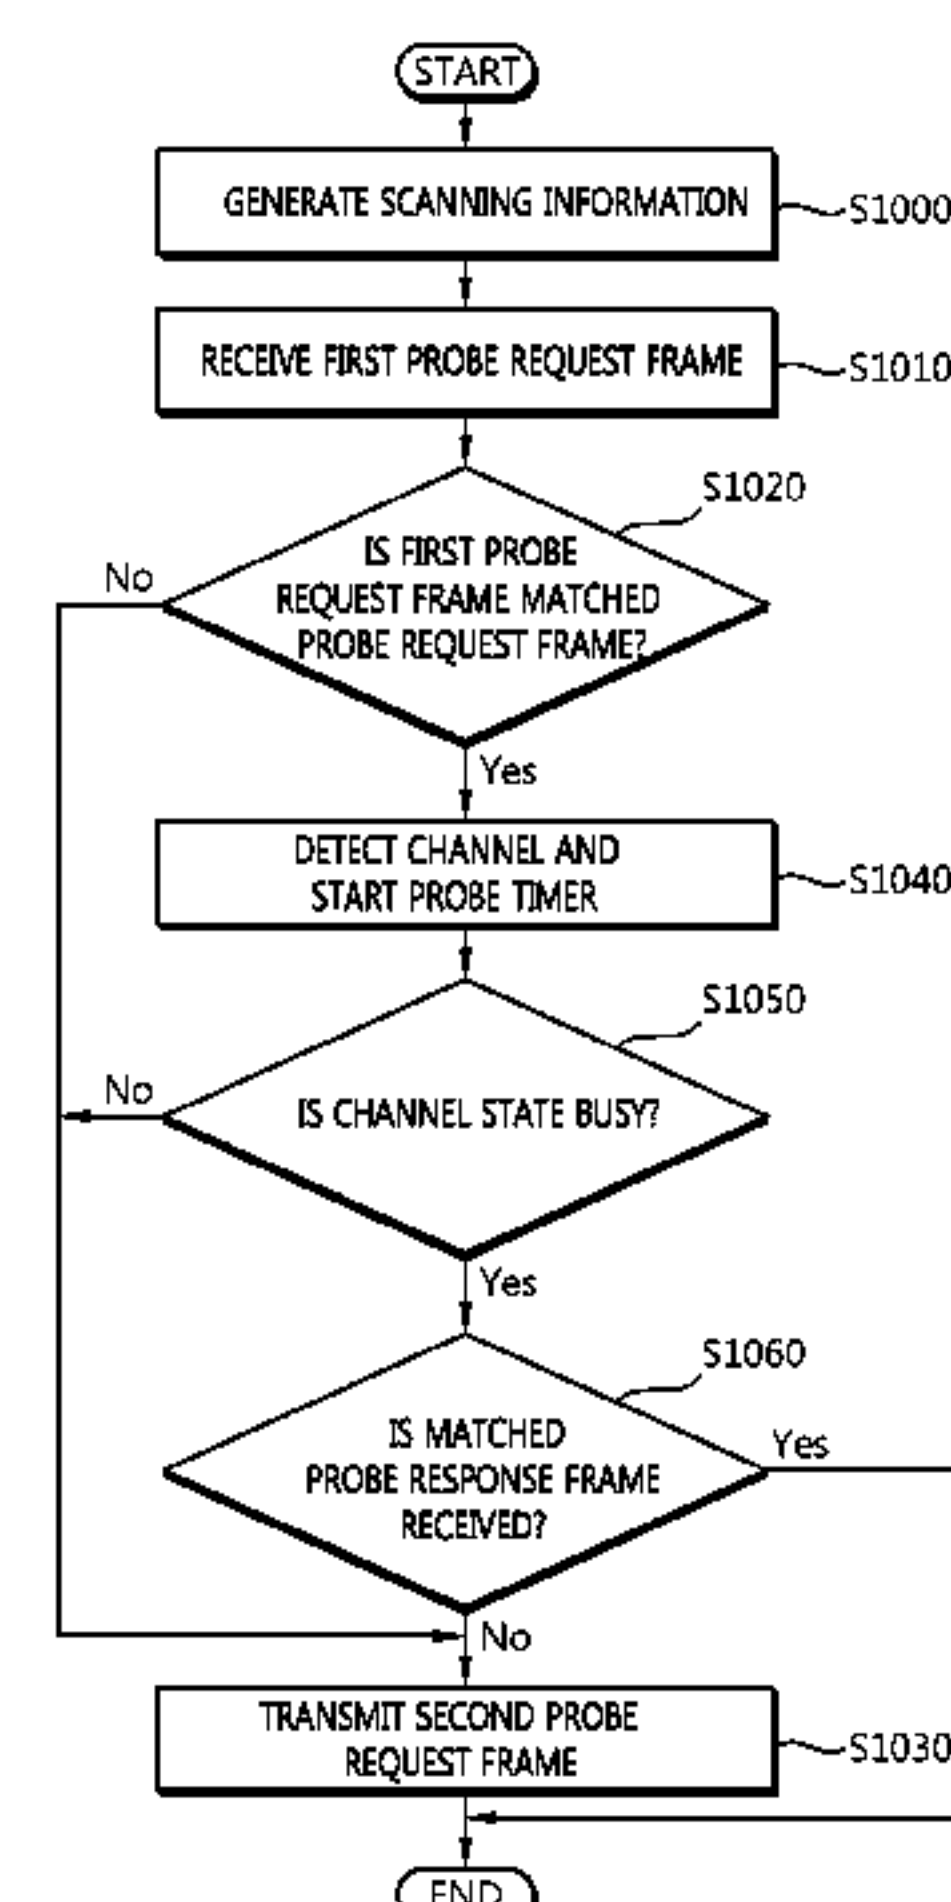 START
GENERATE SCANNING INFORMATION
S1000
RECEIVE FIRST PROBE REQUEST FRAME
S1010
S1020
IS FIRST PROBE
REQUEST FRAME MATCHED
PROBE REQUEST FRAME?
No
Yes
DETECT CHANNEL AND
START PROBE TIMER
S1040
S1050
IS CHANNEL STATE BUSY?
No
Yes
S1060
IS MATCHED
PROBE RESPONSE FRAME
RECEIVED?
Yes
No
TRANSMIT SECOND PROBE
REQUEST FRAME
S1030
END